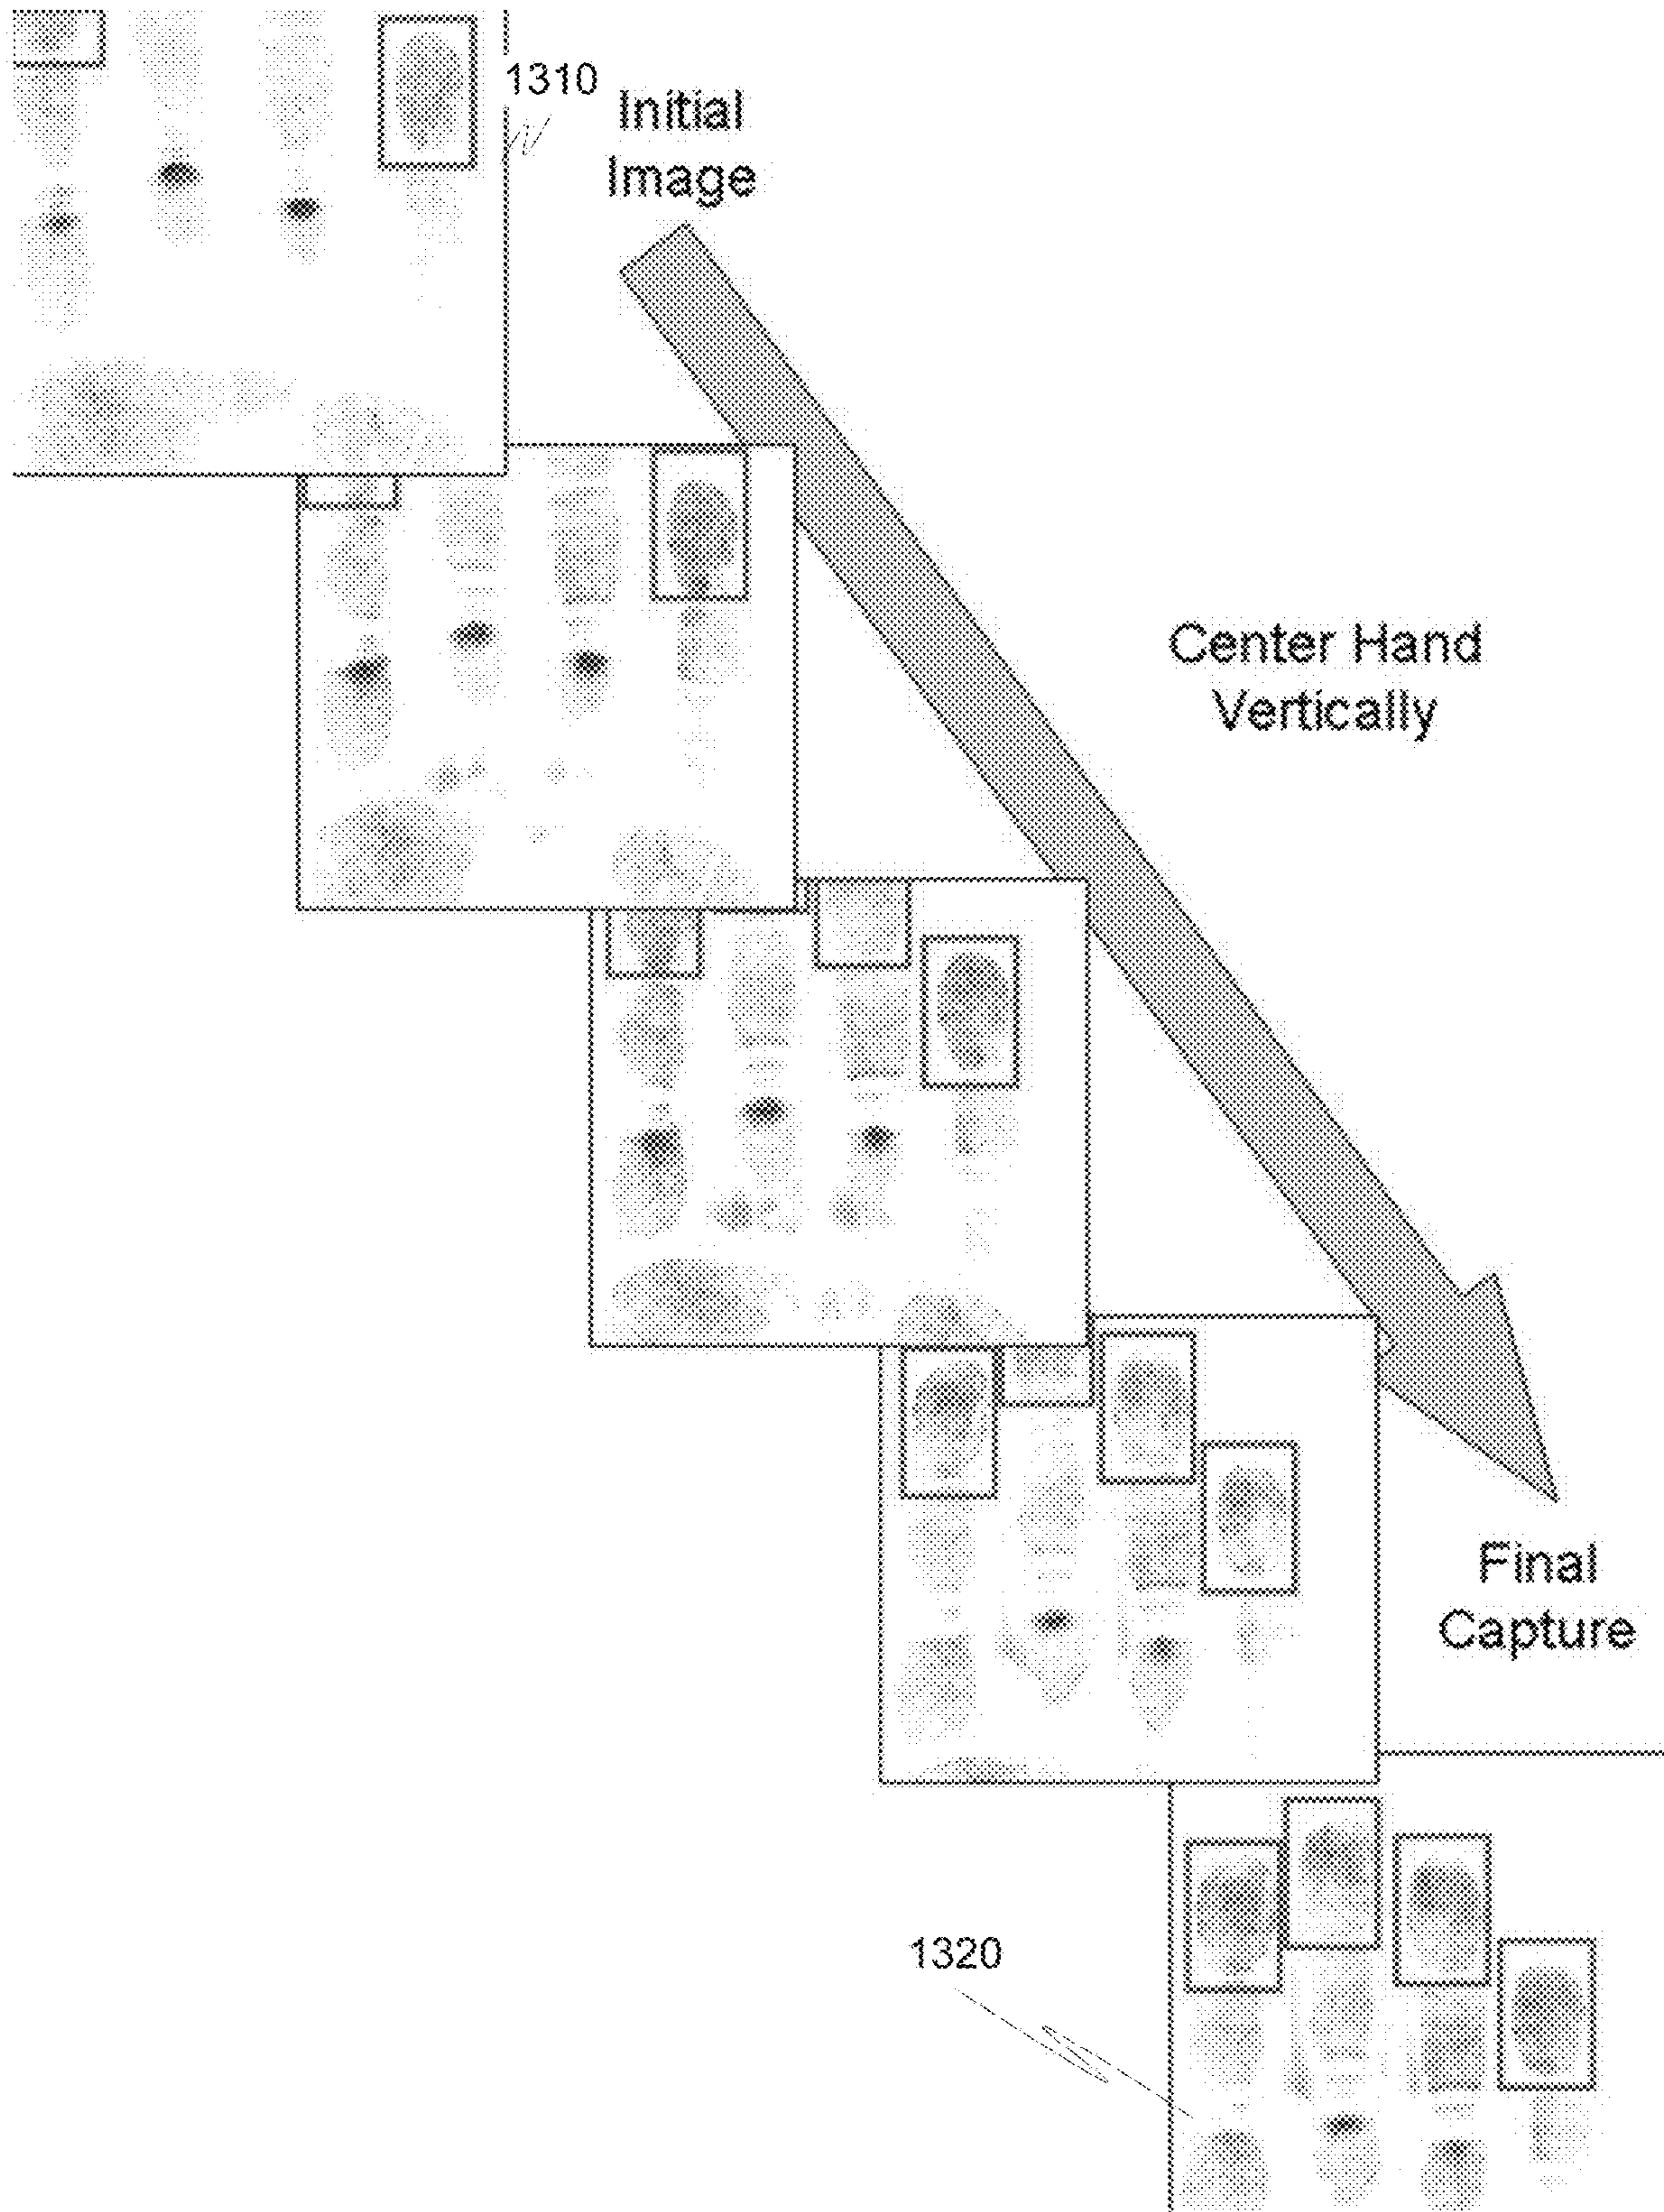 1310
Initial
Image
Center Hand
Vertically
Final
Capture
1320